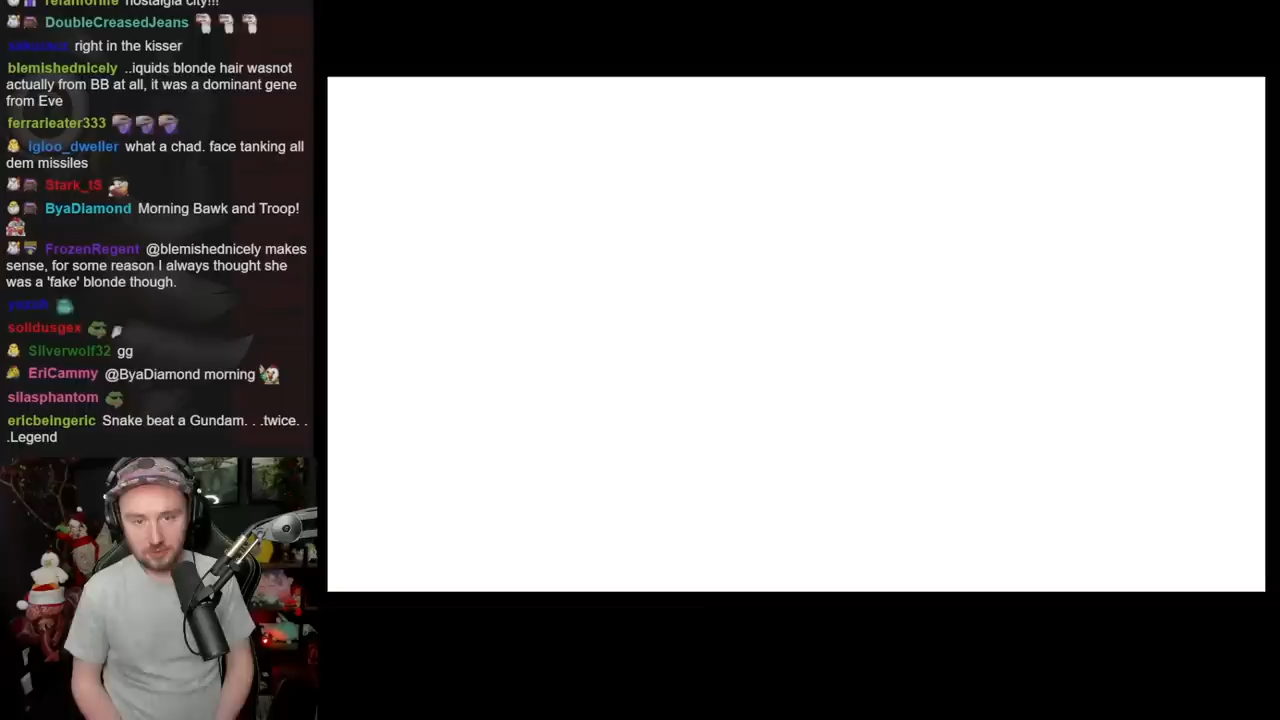 nostalgia city!!!
DoubleCreasedJeans
right in the kisser
blemishednicely ..iquids blonde hair wasnot
actually from BB at all, it was a dominant gene
from Eve
ferrarieater333
igloo_dweller what a chad. face tanking all
dem missiles
Stark_tS
ByaDiamond Morning Bawk and Troop!
FrozenRegent @blemishednicely makes
sense, for some reason I always thought she
was a 'fake' blonde though.
solidusgex
Silverwolf32 gg
EriCammy @ByaDiamond morning
silasphantom
ericbeingeric Snake beat a Gundam. . .twice. .
.Legend